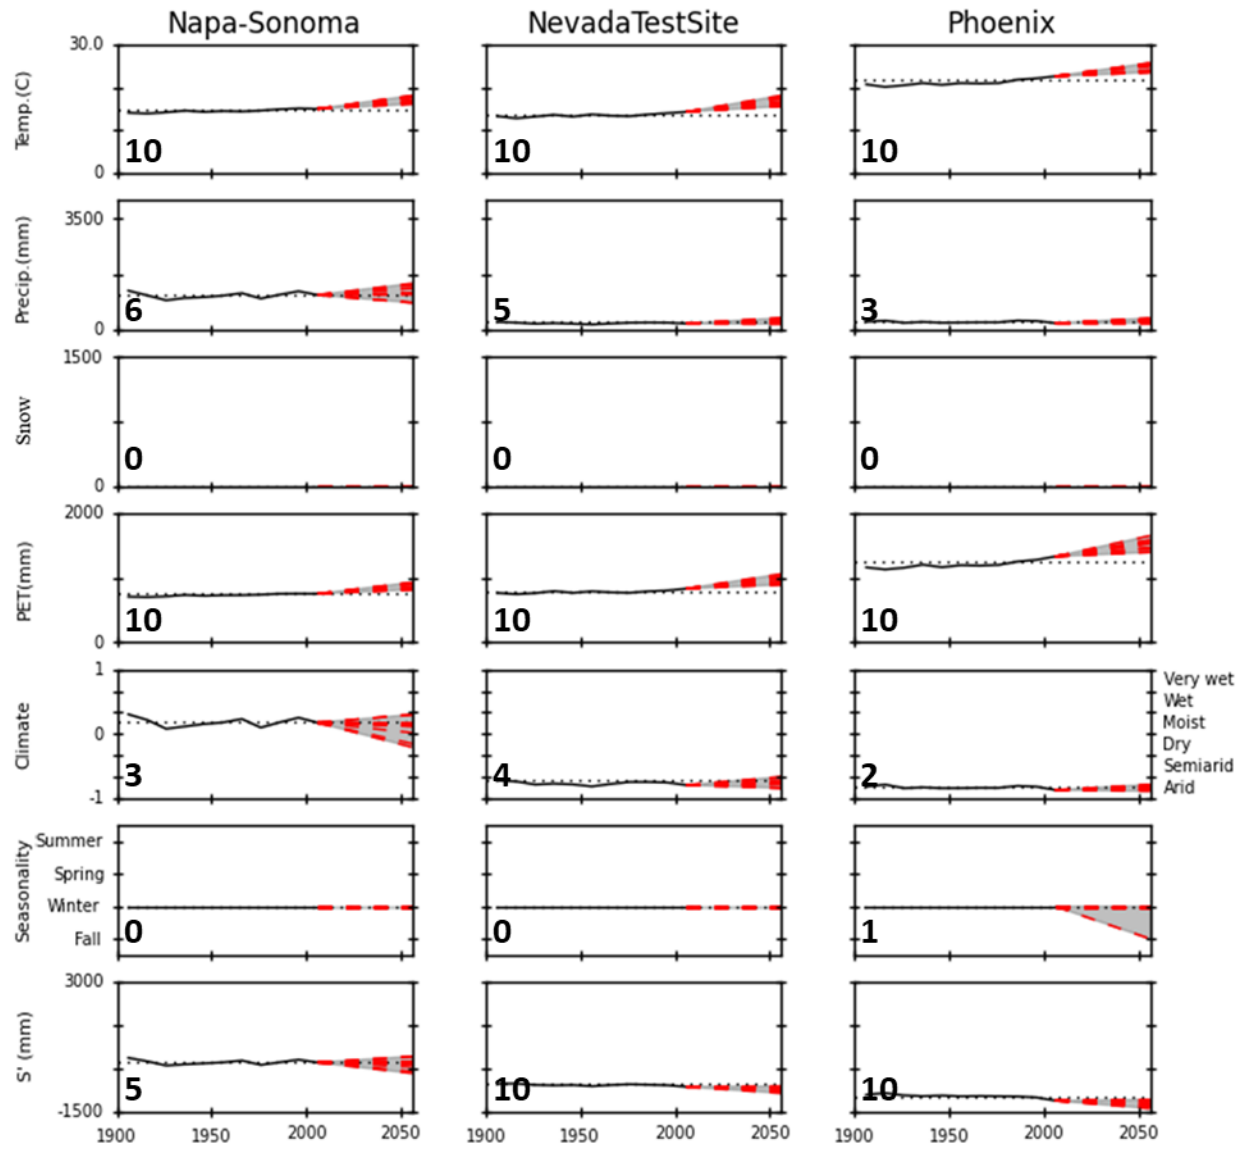 Napa-Sonoma NevadaTestSite Phoenix
30.0
Temp.(C)
10 10 10
0
1900 1950 2000 2050 1900 1950 2000 2050 1900 1950 2000 2050
3500
Precip.(mm)
6 5 3
0
1500
Snow
0 0 0
0
2000
PET(mm)
10 10 10
0
1
Very wet
Wet
Climate
0
Moist
Dry
3 4 2
Semiarid
-1
Arid
Seasonality
Summer
Spring
Winter
0 0 1
Fall
3000
S' (mm)
5 10 10
-1500